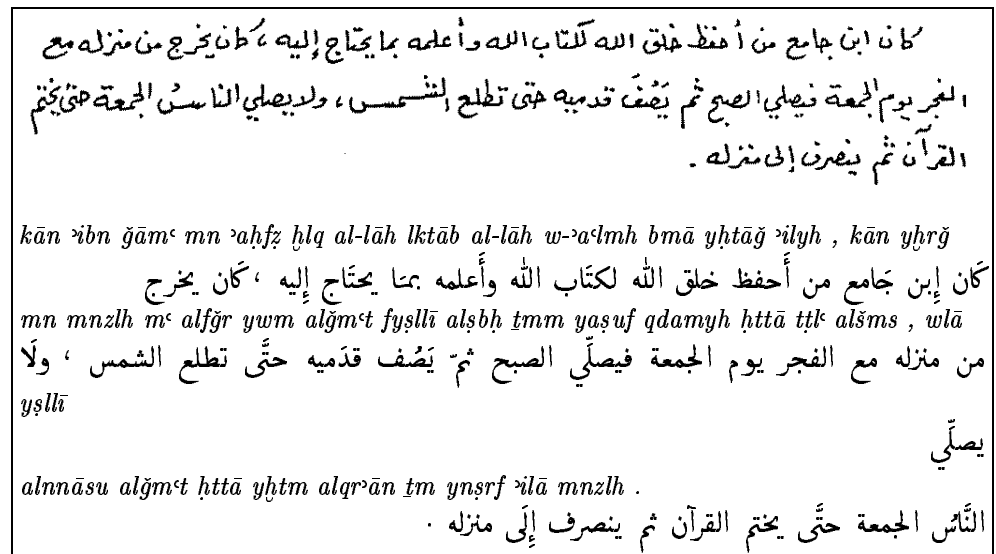 كان ابن جامع من أحفظ خلق الله لكتاب الله وأعلمه بما يحتاج إليه ، كان يخرج من منزله مع
الفجر يوم الجمعة فيصلي الصبح ثم يَصُفّ قدميه حتى تطلع الشمس ، ولا يصلي الناسُ الجمعة حتى يختم
القرآن ثم ينصرف إلى منزله .
kān ʾibn ǧāmʿ mn ʾaḥfẓ ḫlq al-lāh lktāb al-lāh w-ʾaʿlmh bmā yḥtāǧ ʾilyh , kān yḫrǧ
كَان إِبن جَامع من أَحفظ خلق الله لكتَاب الله وأَعلمه بمَا يحتَاج إِليه ، كَان يخرج
mn mnzlh mʿ alfǧr ywm alǧmʿt fyṣllī alṣbḥ ṯmm yaṣuf qdamyh ḥttā tṭlʿ alšms , wlā
من منزله مع الفجر يوم الجمعة فيصلِّي الصبح ثمّ يَصُف قدَميه حتَّى تطلع الشمس ، ولَا
yṣllī
يصلِّي
alnnāsu alǧmʿt ḥttā yḫtm alqrʾān ṯm ynṣrf ʾilā mnzlh .
النَّاسُ الجمعة حتَّى يختم القرآن ثم ينصرف إِلَى منزله .